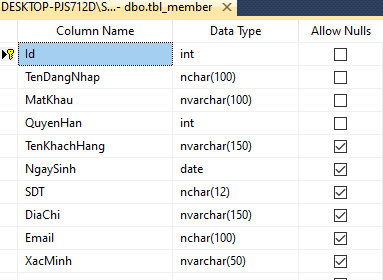 DESKTOP-PJS712D\S...- dbo.tbl_member
Column Name Data Type Allow Nulls
Id int
TenDangNhap nchar(100)
MatKhau nvarchar(100)
QuyenHan int
TenKhachHang nvarchar(150)
NgaySinh date
SDT nchar(12)
DiaChi nvarchar(150)
Email nchar(100)
XacMinh nvarchar(50)